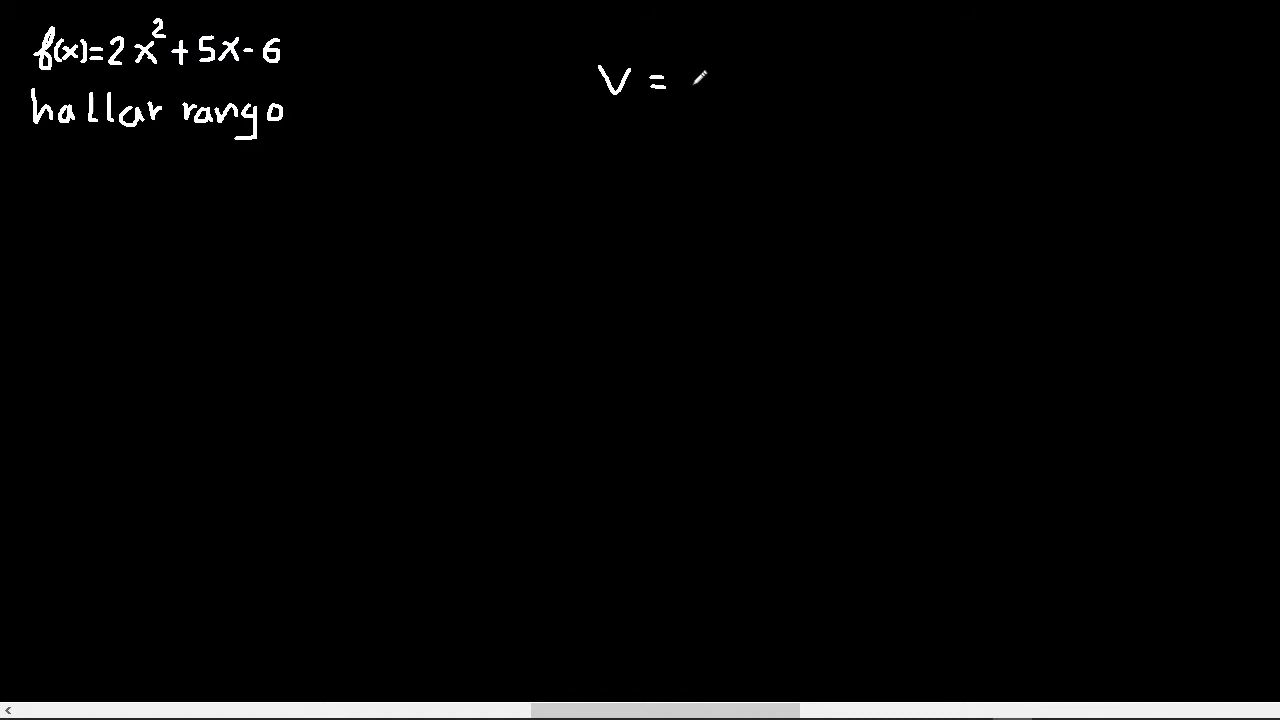 f(x)=2x²+5x-6
hallar rango
V =